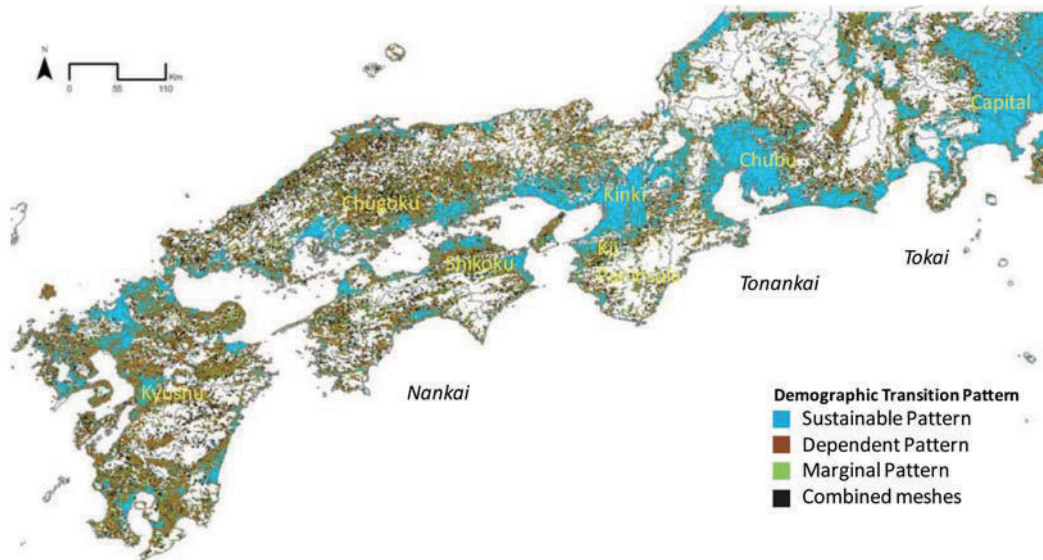 N
Km
0 55 110
Capital
Chubu
Kinki
Chugoku
Kii
Peninsula
Shikoku
Tokai
Tonankai
Kyushu
Nankai
Demographic Transition Pattern
Sustainable Pattern
Dependent Pattern
Marginal Pattern
Combined meshes